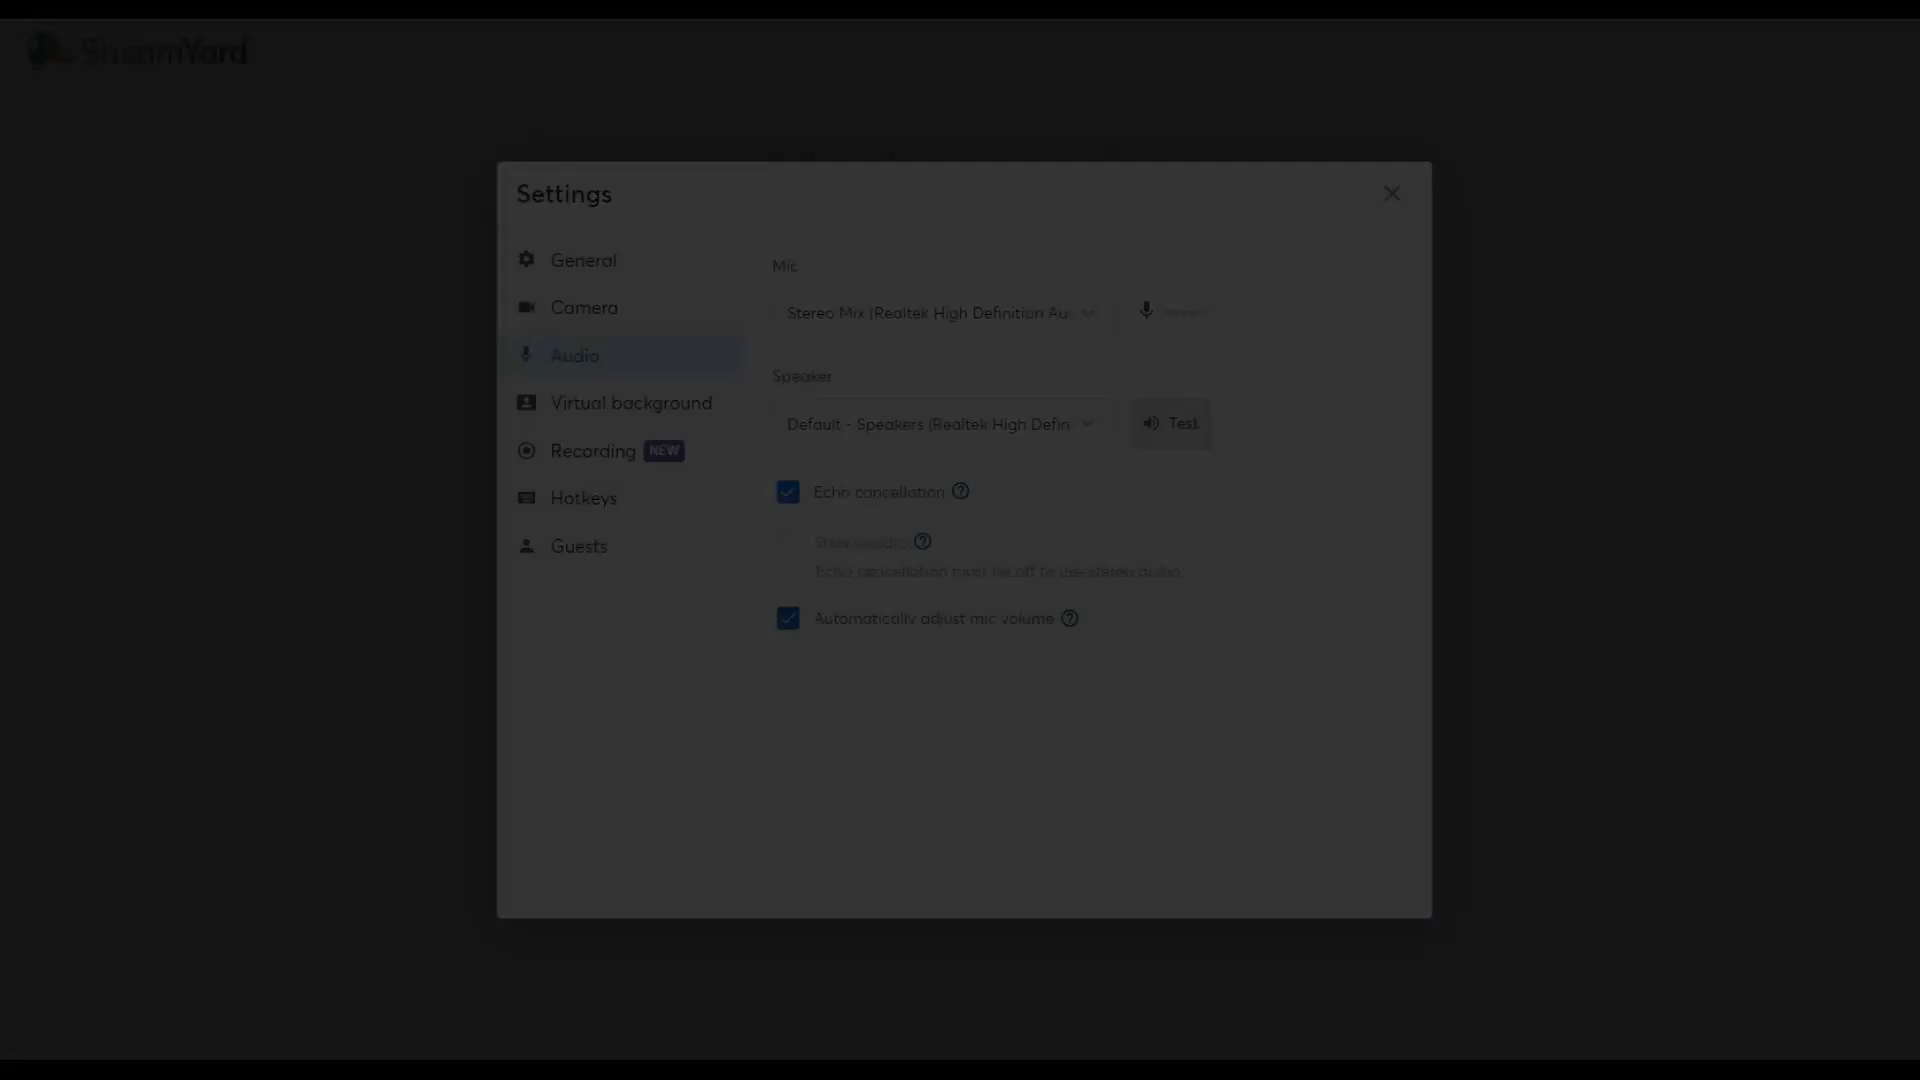 StreamYard
Settings
General
Camera
Audio
Virtual background
Recording NEW
Hotkeys
Guests
Mic
Stereo Mix (Realtek High Definition Au
Speaker
Default - Speakers (Realtek High Defin
Test
Echo cancellation
Stereo audio
Echo cancellation must be off to use stereo audio
Automatically adjust mic volume